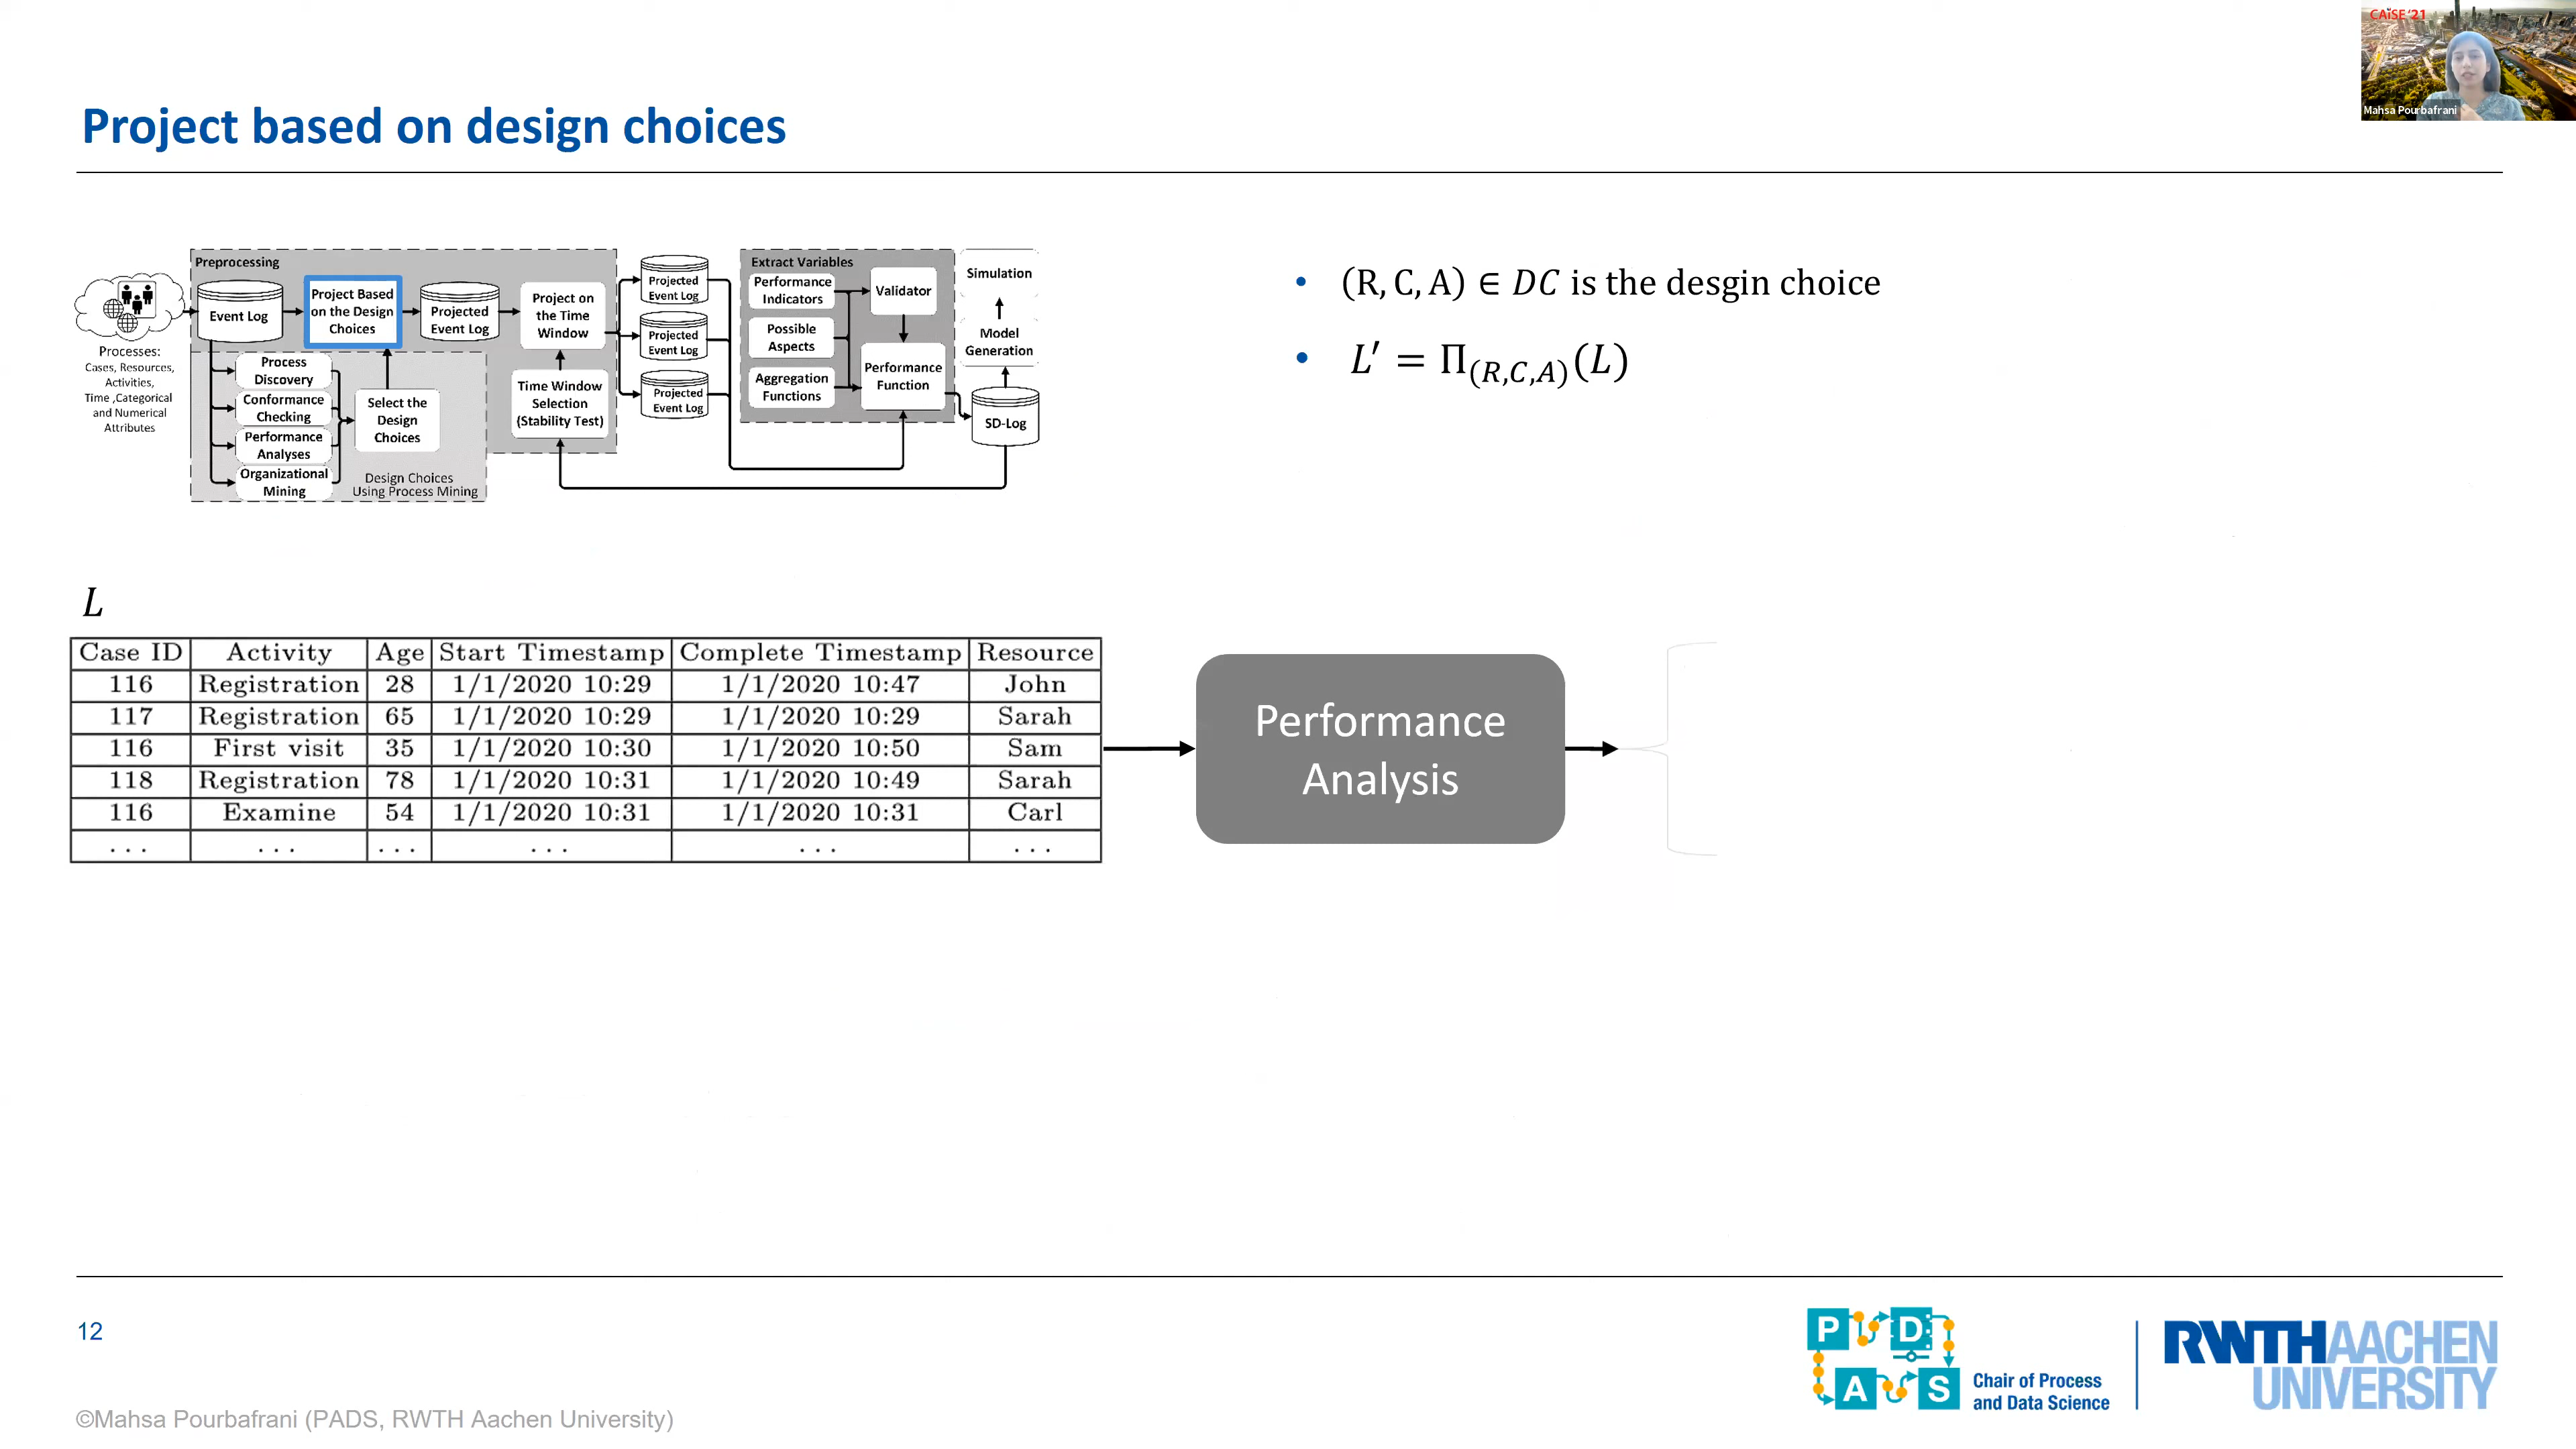 CAiSE '21
Mahsa Pourbafrani
Project based on design choices
Processes:
Cases, Resources,
Activities,
Time ,Categorical
and Numerical
Attributes
Preprocessing
Event Log
Project Based
on the Design
Choices
Projected
Event Log
Project on
the Time
Window
Process
Discovery
Conformance
Checking
Performance
Analyses
Organizational
Mining
Select the
Design
Choices
Design Choices
Using Process Mining
Time Window
Selection
(Stability Test)
Projected
Event Log
Projected
Event Log
Projected
Event Log
Extract Variables
Performance
Indicators
Possible
Aspects
Aggregation
Functions
Validator
Performance
Function
Simulation
Model
Generation
SD-Log
• (R, C, A) ∈ DC is the desgin choice
• L′ = Π(R,C,A)(L)
L
Case ID Activity Age Start Timestamp Complete Timestamp Resource
116 Registration 28 1/1/2020 10:29 1/1/2020 10:47 John
117 Registration 65 1/1/2020 10:29 1/1/2020 10:29 Sarah
116 First visit 35 1/1/2020 10:30 1/1/2020 10:50 Sam
118 Registration 78 1/1/2020 10:31 1/1/2020 10:49 Sarah
116 Examine 54 1/1/2020 10:31 1/1/2020 10:31 Carl
... ... ... ... ... ...
Performance
Analysis
12
©Mahsa Pourbafrani (PADS, RWTH Aachen University)
P D
A S
Chair of Process
and Data Science
RWTH AACHEN
UNIVERSITY